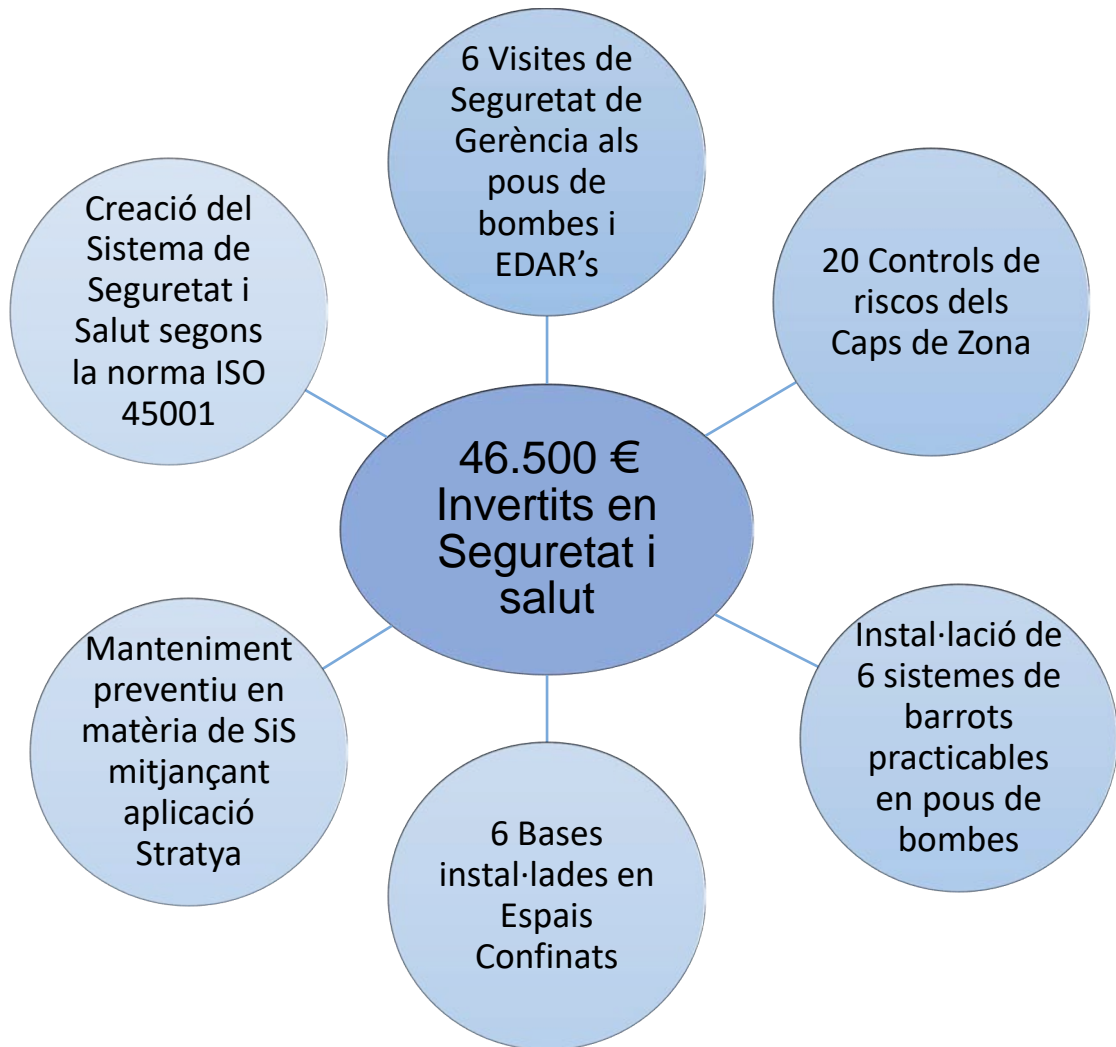 6 Visites de
Seguretat de
Gerència als
pous de
bombes i
EDAR’s
20 Controls de
riscos dels
Caps de Zona
Instal·lació de
6 sistemes de
barrots
practicables
en pous de
bombes
6 Bases
instal·lades en
Espais
Confinats
Manteniment
preventiu en
matèria de SiS
mitjançant
aplicació
Stratya
Creació del
Sistema de
Seguretat i
Salut segons
la norma ISO
45001
46.500 €
Invertits en
Seguretat i
salut